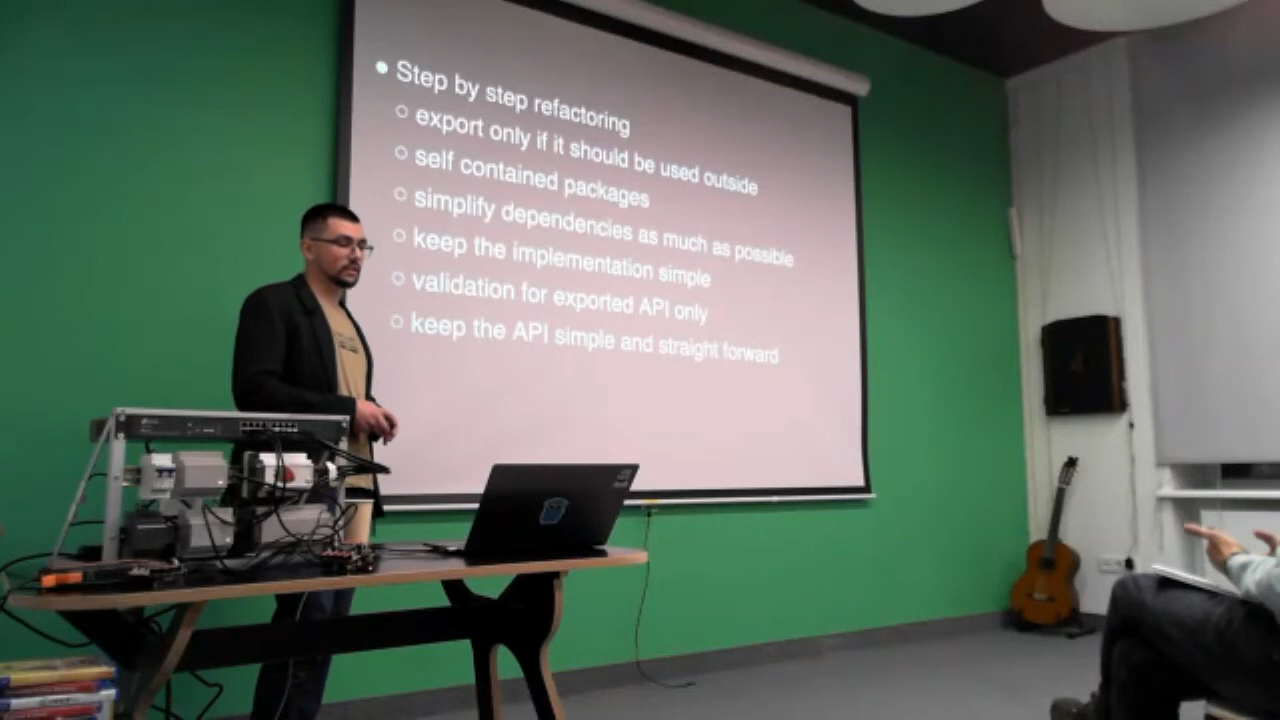 Step by step refactoring
export only if it should be used outside
self contained packages
simplify dependencies as much as possible
keep the implementation simple
validation for exported API only
keep the API simple and straight forward